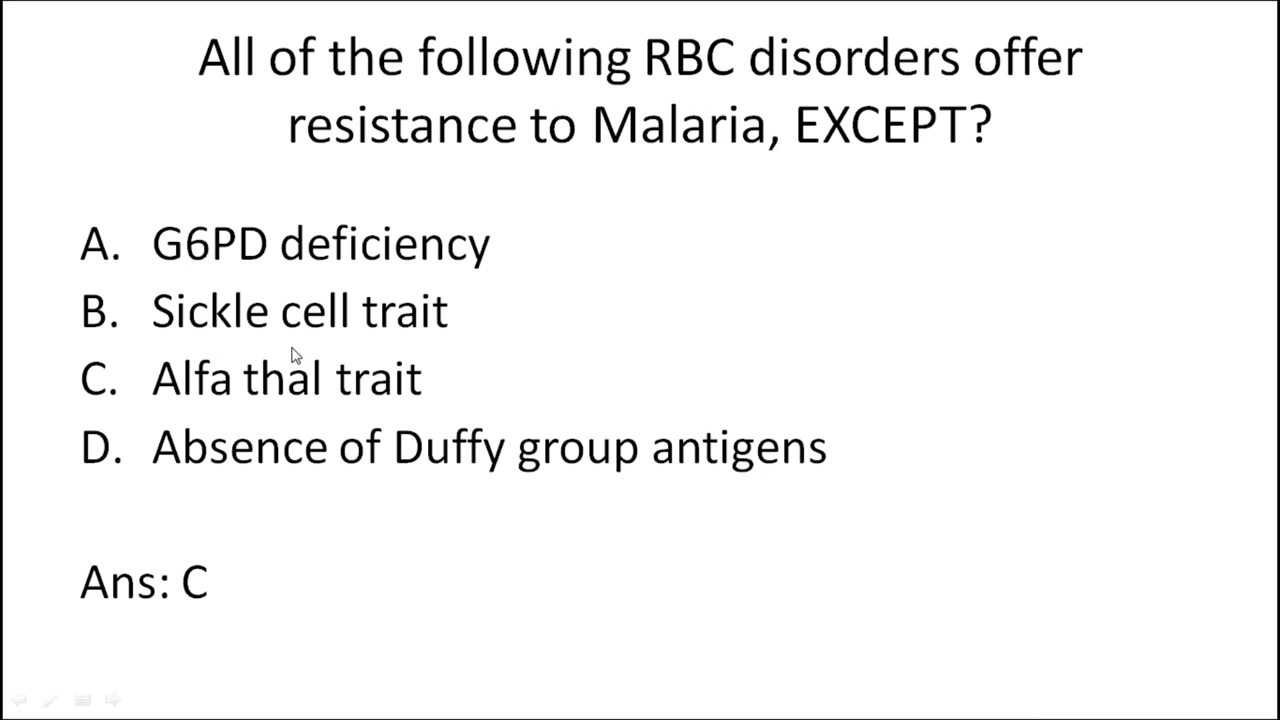 All of the following RBC disorders offer
resistance to Malaria, EXCEPT?
A. G6PD deficiency
B. Sickle cell trait
C. Alfa thal trait
D. Absence of Duffy group antigens
Ans: C